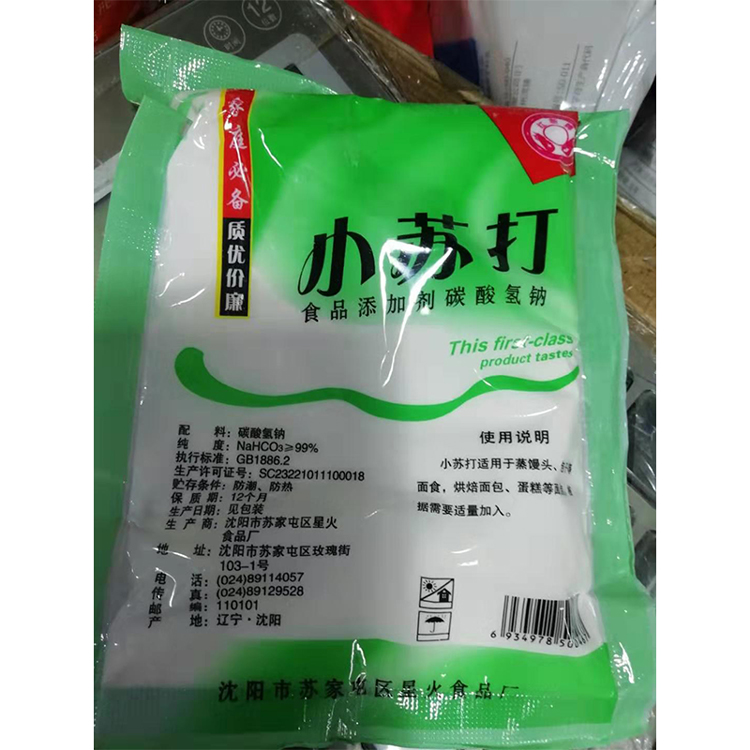 家庭必备
质优价廉
小苏打
食品添加剂碳酸氢钠
This first-class
product tastes
配 料：碳酸氢钠
纯 度：NaHCO₃≥99%
执行标准：GB1886.2
生产许可证号：SC23221011100018
贮存条件：防潮、防热
保 质 期：12个月
生产日期：见包装
生 产 商：沈阳市苏家屯区星火
食品厂
地 址：沈阳市苏家屯区玫瑰街
103-1号
电 话：(024)89114057
传 真：(024)89129528
邮 编：110101
产 地：辽宁·沈阳
使用说明
小苏打适用于蒸馒头、
面食，烘焙面包、蛋糕等
据需要适量加入。
6 934978 50
沈阳市苏家屯区星火食品厂
12
时间